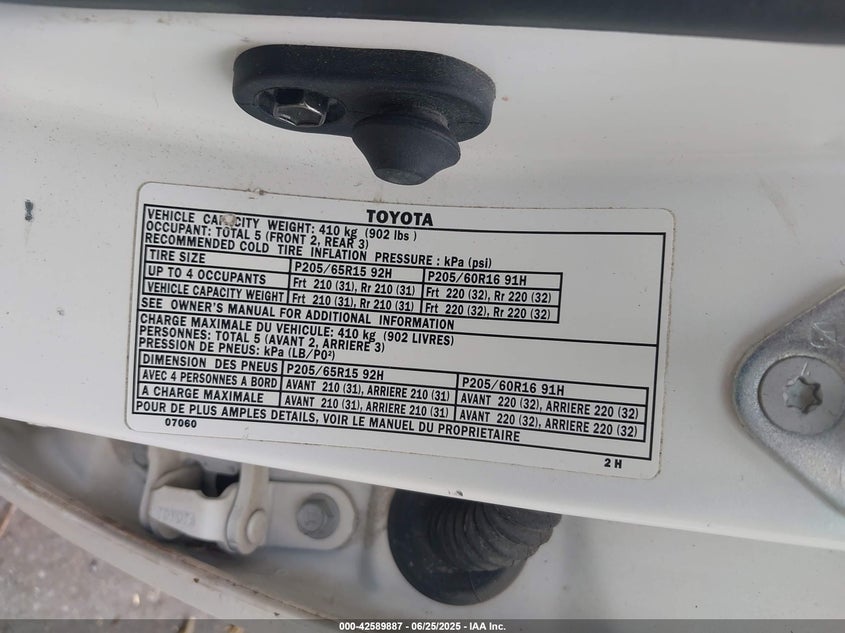 TOYOTA
VEHICLE CAPACITY WEIGHT: 410 kg (902 lbs )
OCCUPANT: TOTAL 5 (FRONT 2, REAR 3)
RECOMMENDED COLD TIRE INFLATION PRESSURE : kPa (psi)
TIRE SIZE P205/65R15 92H P205/60R16 91H
UP TO 4 OCCUPANTS Frt 210 (31), Rr 210 (31) Frt 220 (32), Rr 220 (32)
VEHICLE CAPACITY WEIGHT Frt 210 (31), Rr 210 (31) Frt 220 (32), Rr 220 (32)
SEE OWNER'S MANUAL FOR ADDITIONAL INFORMATION
CHARGE MAXIMALE DU VEHICULE: 410 kg (902 LIVRES)
PERSONNES: TOTAL 5 (AVANT 2, ARRIERE 3)
PRESSION DE PNEUS: kPa (LB/PO²)
DIMENSION DES PNEUS P205/65R15 92H P205/60R16 91H
AVEC 4 PERSONNES A BORD AVANT 210 (31), ARRIERE 210 (31) AVANT 220 (32), ARRIERE 220 (32)
A CHARGE MAXIMALE AVANT 210 (31), ARRIERE 210 (31) AVANT 220 (32), ARRIERE 220 (32)
POUR DE PLUS AMPLES DETAILS, VOIR LE MANUEL DU PROPRIETAIRE
07060
2 H
TOYOTA
000-42589887 - 06/25/2025 - IAA Inc.